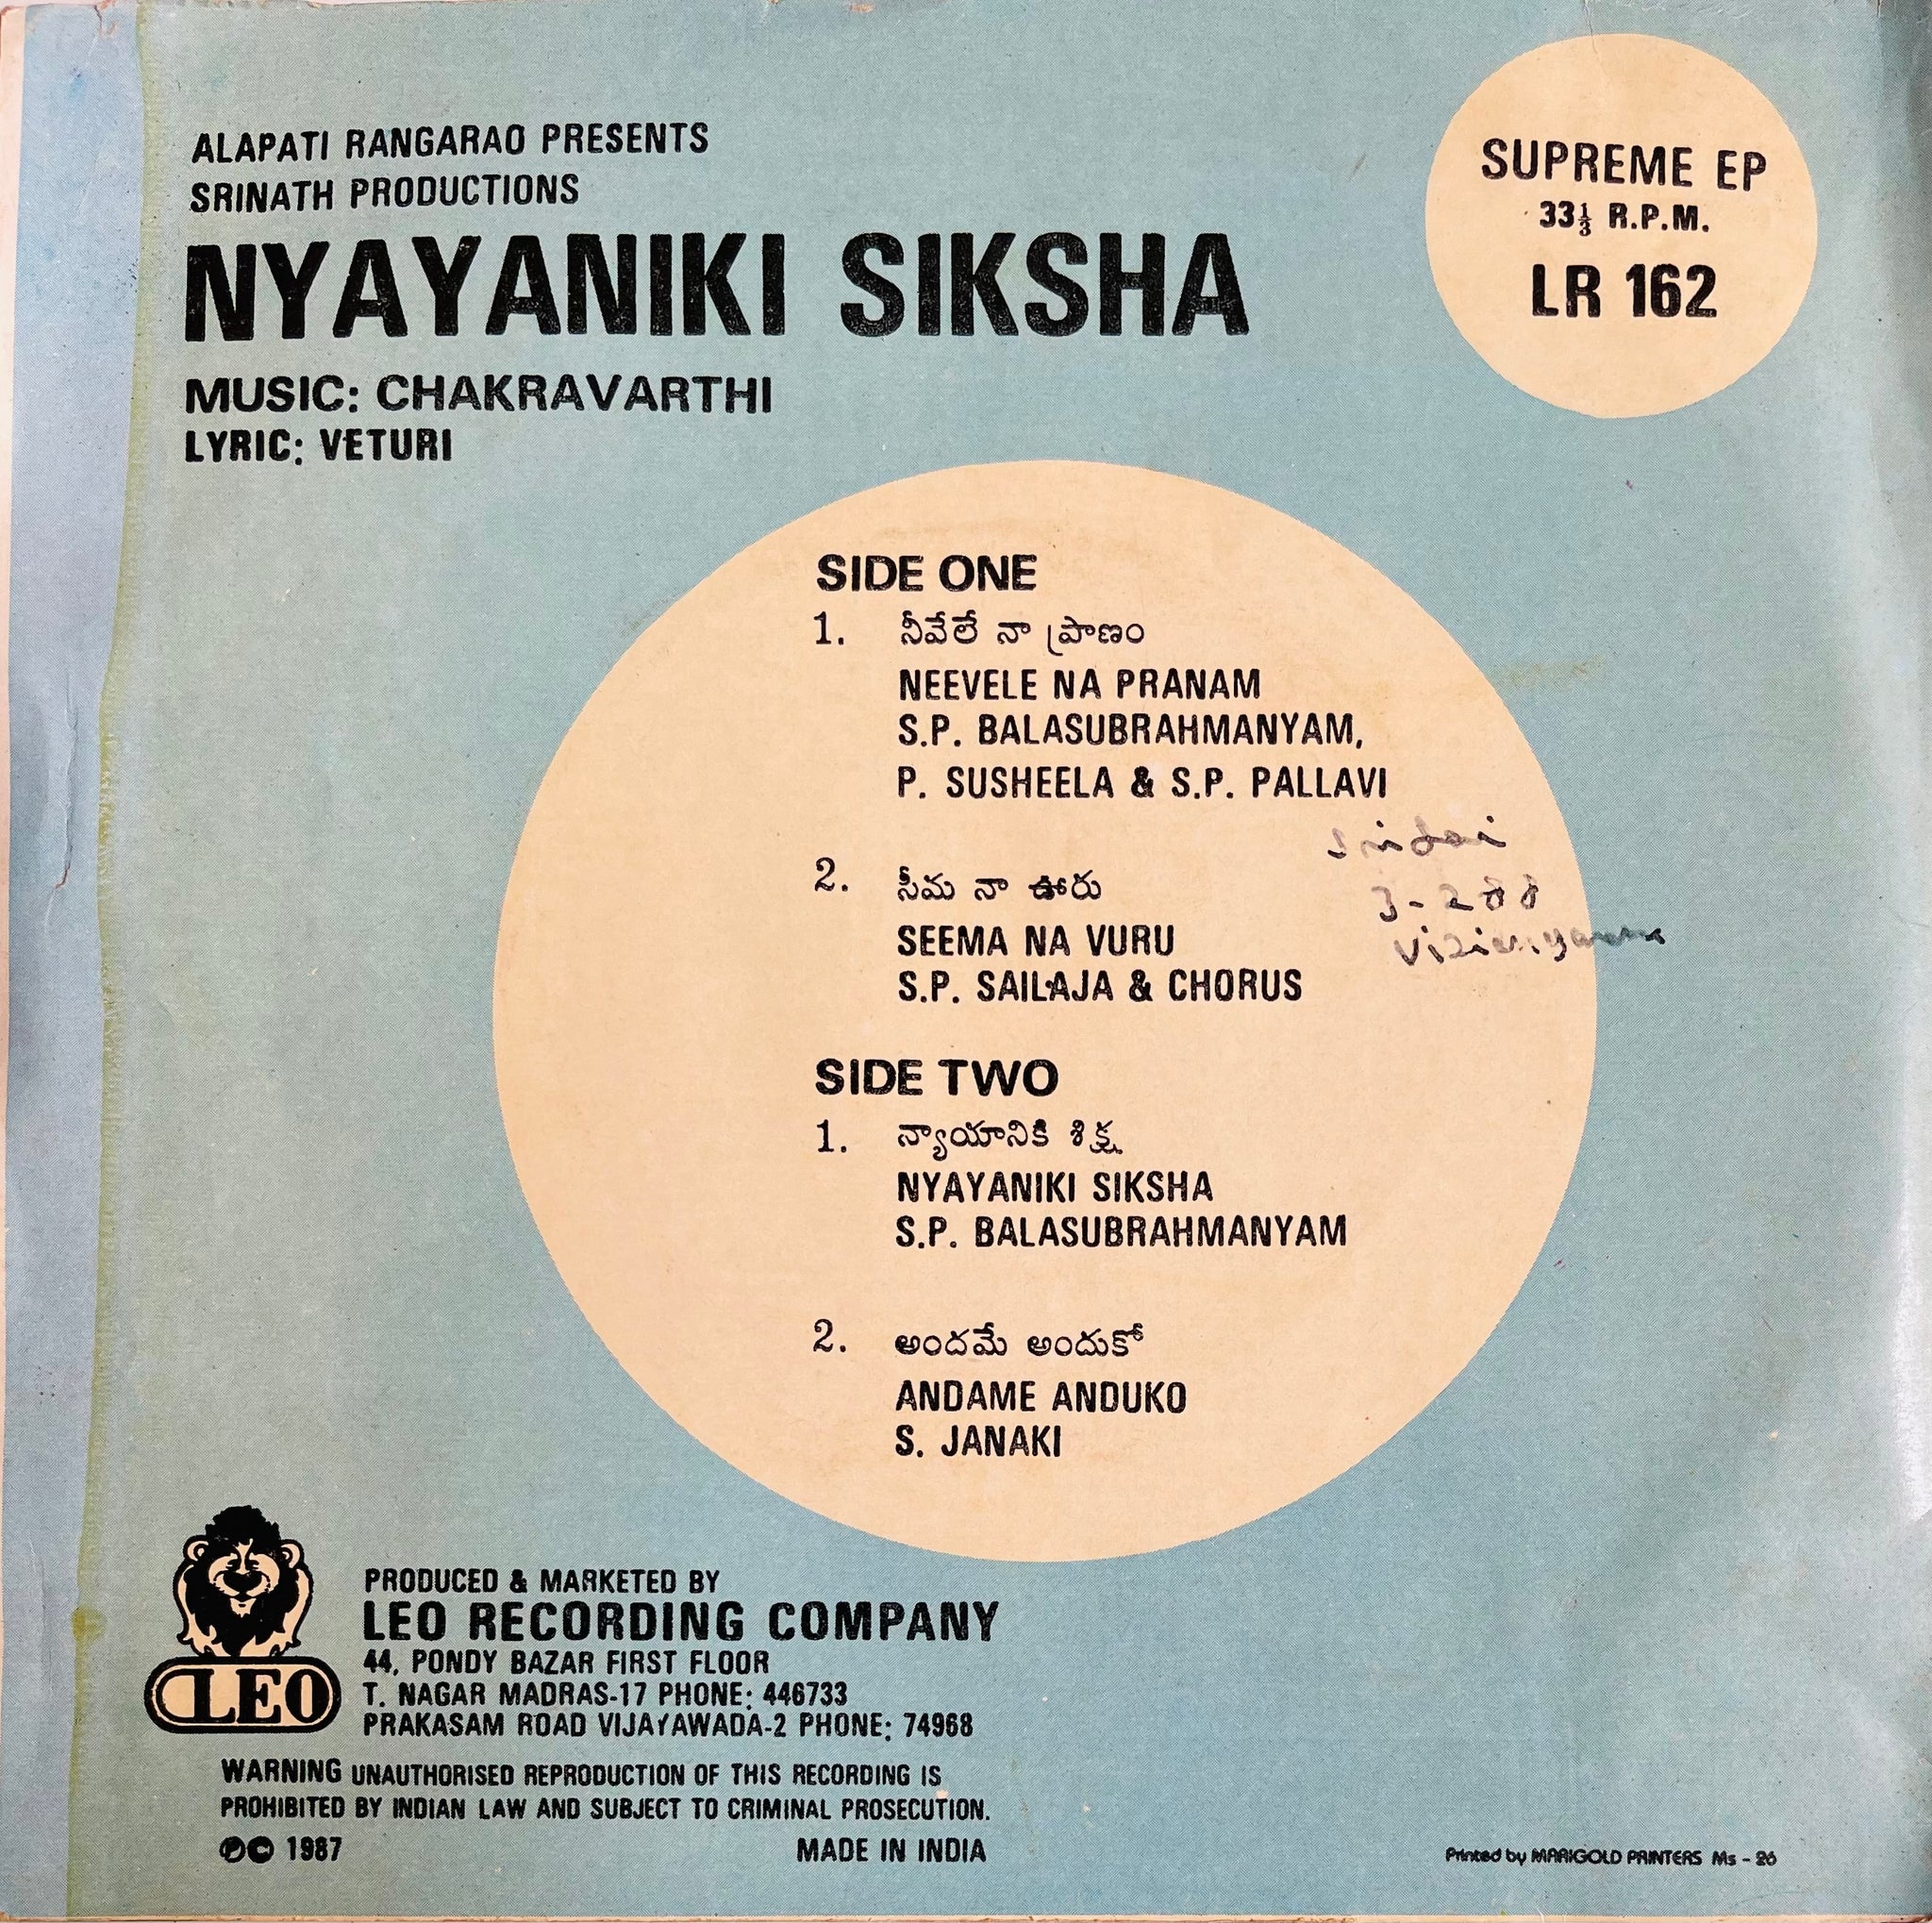 ALAPATI RANGARAO PRESENTS
SRINATH PRODUCTIONS
NYAYANIKI SIKSHA
MUSIC: CHAKRAVARTHI
LYRIC: VETURI
SUPREME EP
33⅓ R.P.M.
LR 162
SIDE ONE
1. నీవేలే నా ప్రాణం
NEEVELE NA PRANAM
S.P. BALASUBRAHMANYAM,
P. SUSHEELA & S.P. PALLAVI
2. సీమ నా ఊరు
SEEMA NA VURU
S.P. SAILAJA & CHORUS
3-288
SIDE TWO
1. న్యాయానికి శిక్ష
NYAYANIKI SIKSHA
S.P. BALASUBRAHMANYAM
2. అందమే అందుకో
ANDAME ANDUKO
S. JANAKI
LEO
PRODUCED & MARKETED BY
LEO RECORDING COMPANY
44, PONDY BAZAR FIRST FLOOR
T. NAGAR MADRAS-17 PHONE: 446733
PRAKASAM ROAD VIJAYAWADA-2 PHONE: 74968
WARNING UNAUTHORISED REPRODUCTION OF THIS RECORDING IS
PROHIBITED BY INDIAN LAW AND SUBJECT TO CRIMINAL PROSECUTION.
℗© 1987 MADE IN INDIA
Printed by MARIGOLD PRINTERS Ms - 26